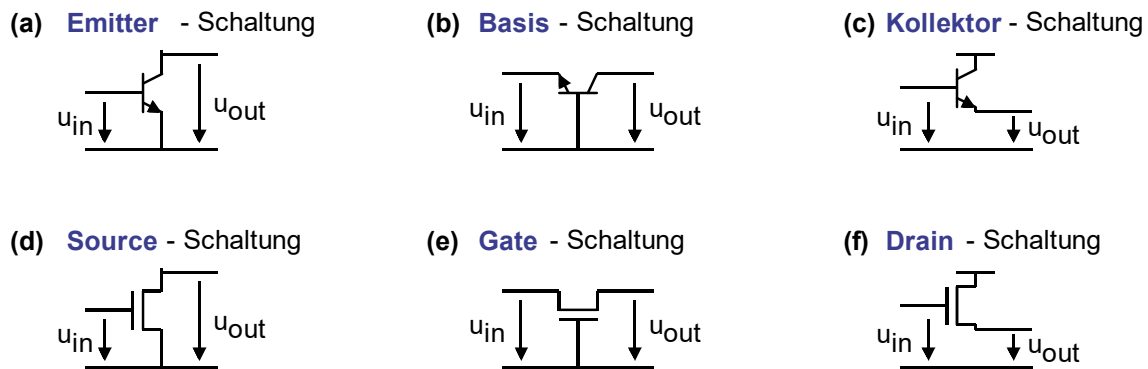 (a) Emitter - Schaltung
(b) Basis - Schaltung
(c) Kollektor - Schaltung
u_in
u_out
u_in
u_out
u_in
u_out
(d) Source - Schaltung
(e) Gate - Schaltung
(f) Drain - Schaltung
u_in
u_out
u_in
u_out
u_in
u_out